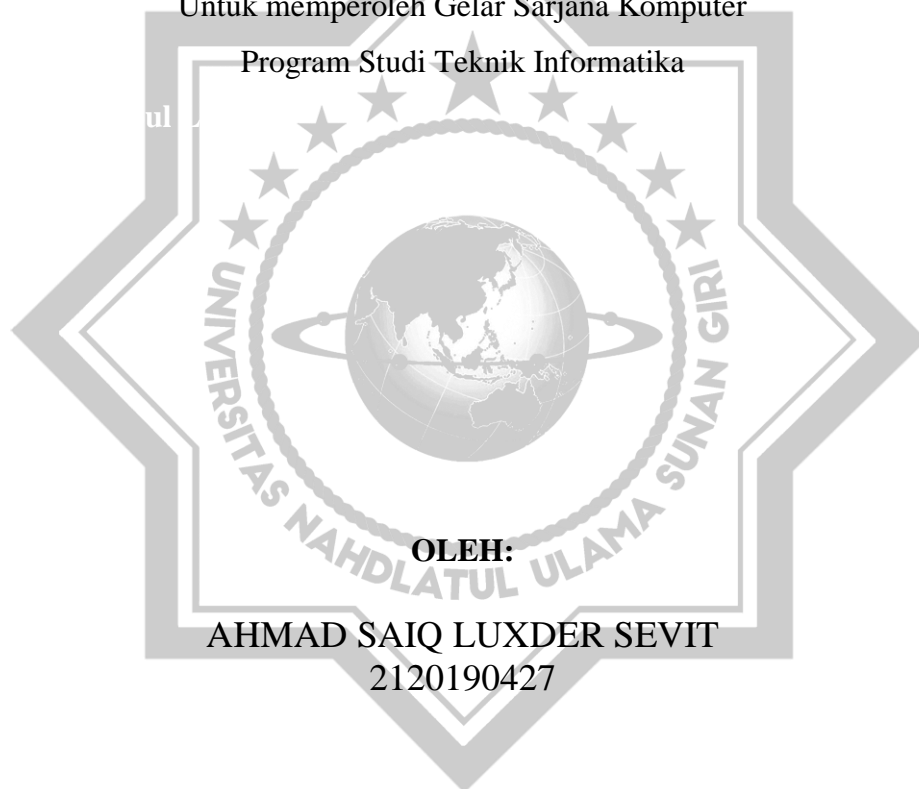 Untuk memperoleh Gelar Sarjana Komputer
Program Studi Teknik Informatika
ul
UNIVERSITAS NAHDLATUL ULAMA SUNAN GIRI
OLEH:
AHMAD SAIQ LUXDER SEVIT
2120190427